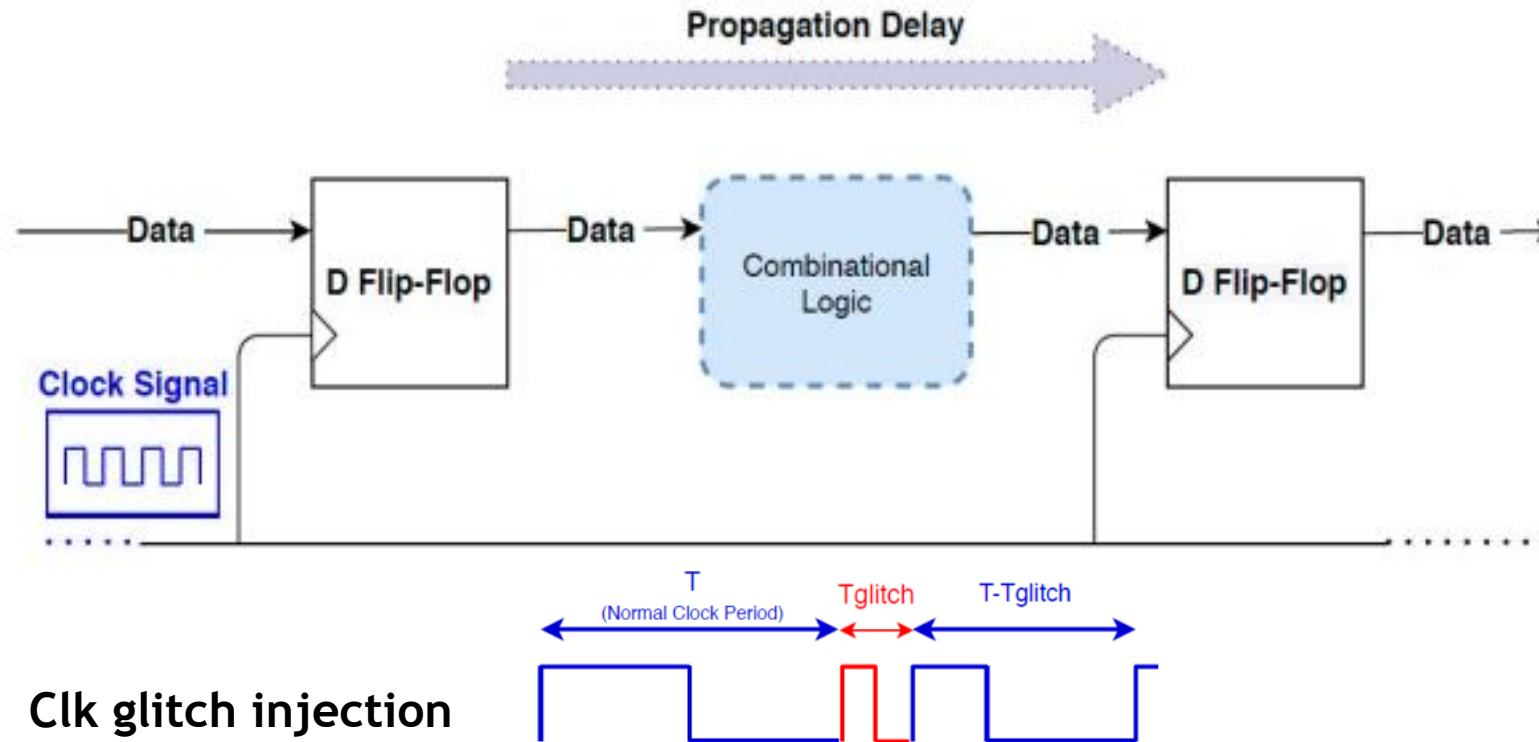 Propagation Delay
Data
D Flip-Flop
Data
Combinational
Logic
Data
D Flip-Flop
Data
Clock Signal
T
(Normal Clock Period)
Tglitch
T-Tglitch
Clk glitch injection